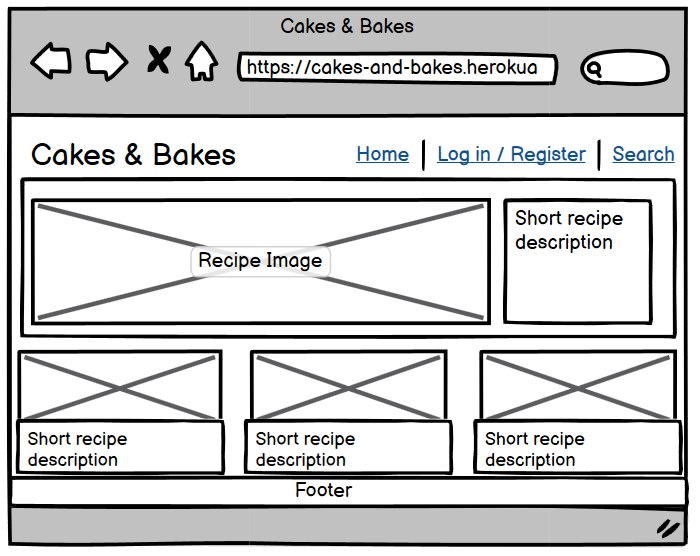 Cakes & Bakes
https://cakes-and-bakes.herokua
Cakes & Bakes
Home
Log in / Register
Search
Recipe Image
Short recipe
description
Short recipe
description
Short recipe
description
Short recipe
description
Footer